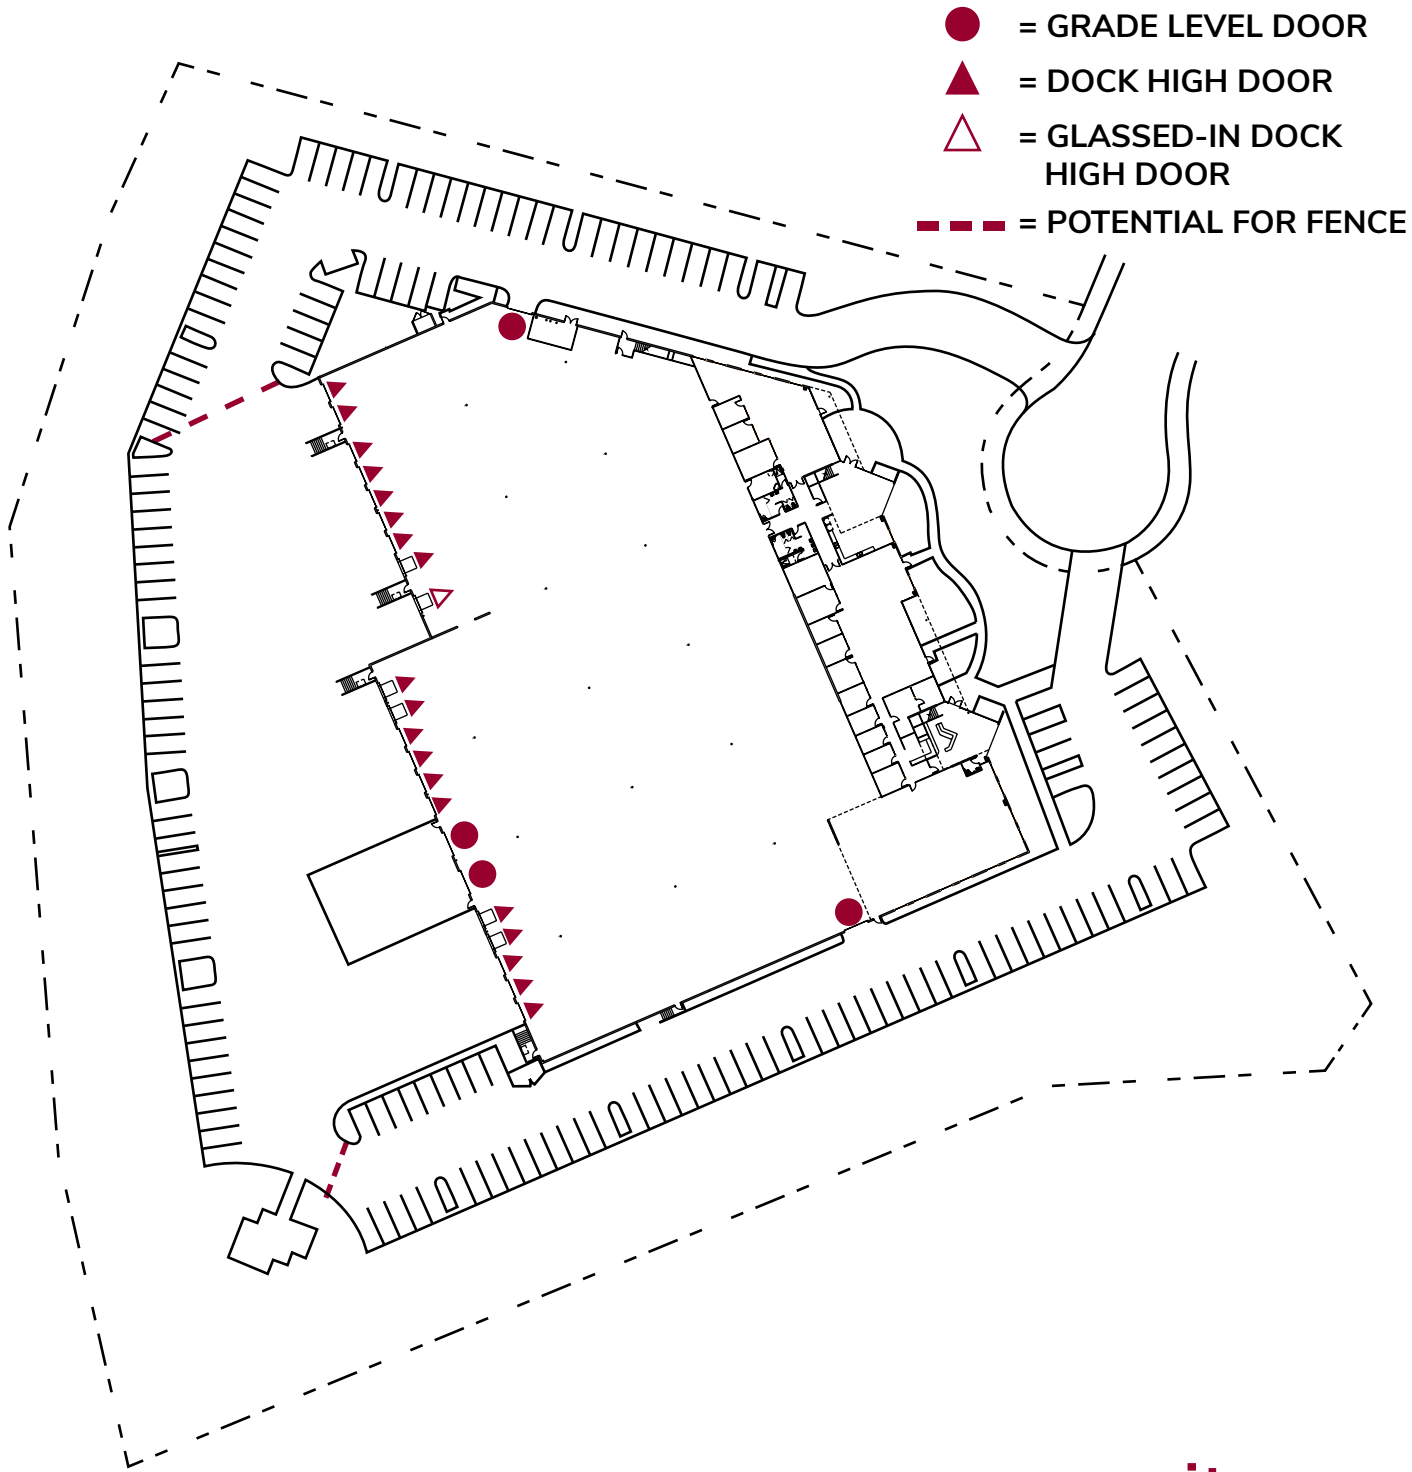 = GRADE LEVEL DOOR
= DOCK HIGH DOOR
= GLASSED-IN DOCK
HIGH DOOR
= POTENTIAL FOR FENCE